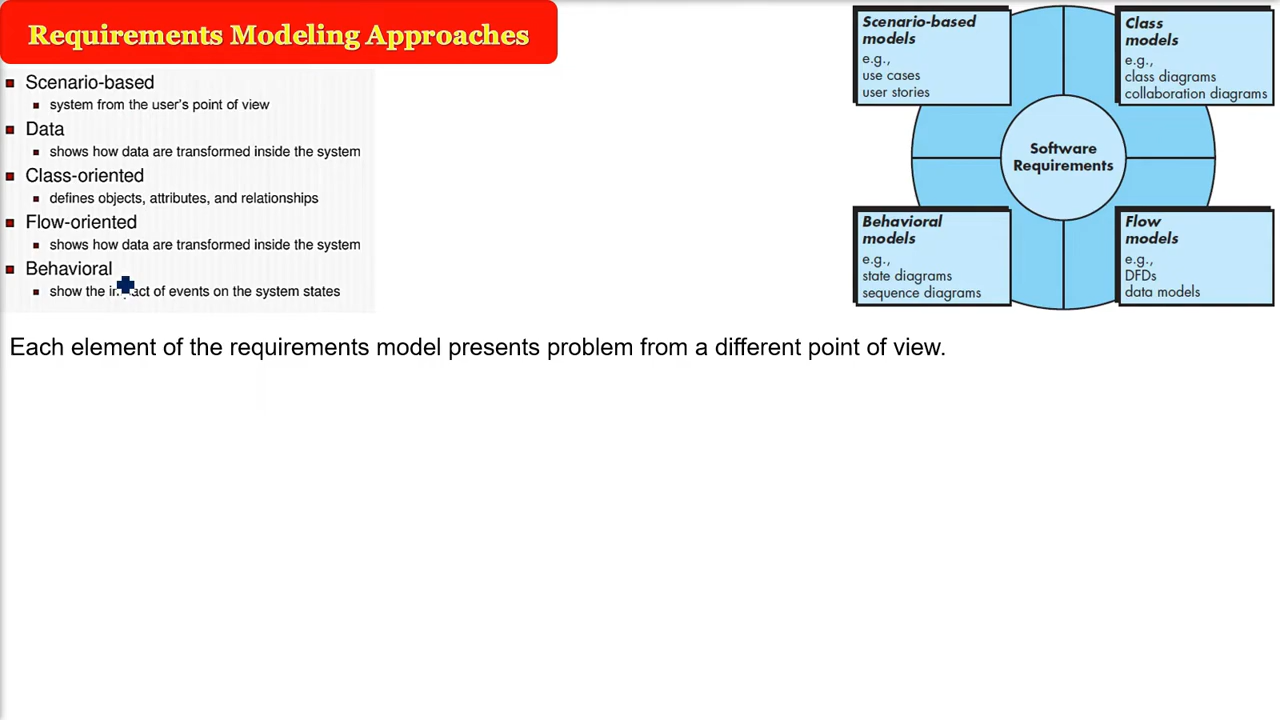 Requirements Modeling Approaches
Scenario-based
system from the user's point of view
Data
shows how data are transformed inside the system
Class-oriented
defines objects, attributes, and relationships
Flow-oriented
shows how data are transformed inside the system
Behavioral
show the impact of events on the system states
Scenario-based
models
e.g.,
use cases
user stories
Class
models
e.g.,
class diagrams
collaboration diagrams
Software
Requirements
Behavioral
models
e.g.,
state diagrams
sequence diagrams
Flow
models
e.g.,
DFDs
data models
Each element of the requirements model presents problem from a different point of view.